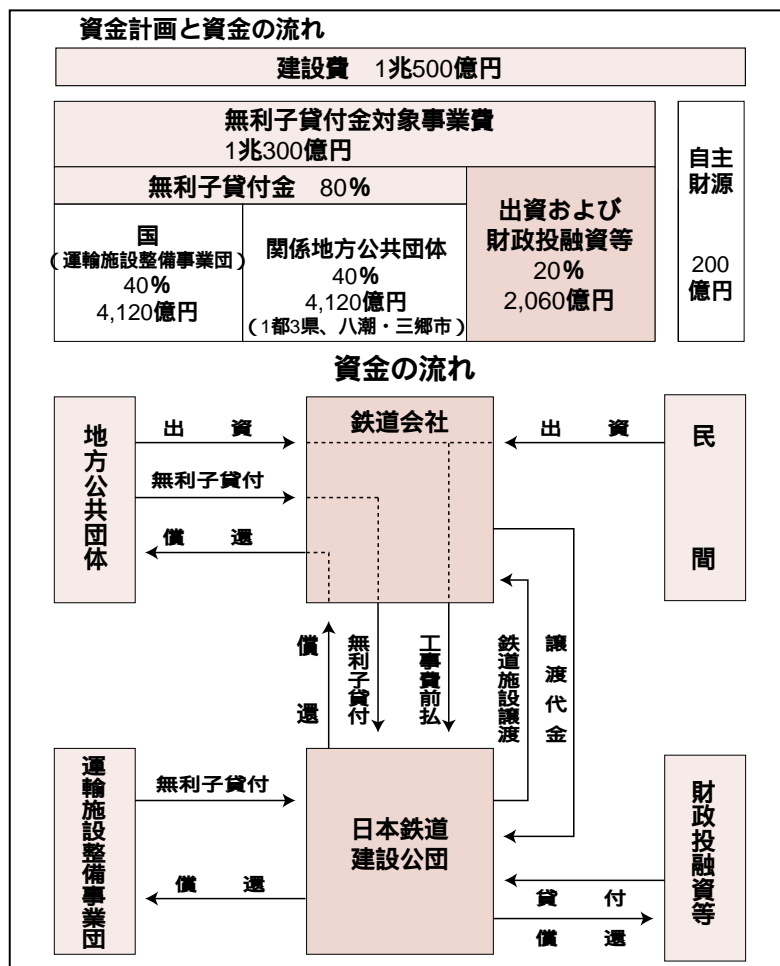 資金計画と資金の流れ
建設費 1兆500億円
無利子貸付金対象事業費
1兆300億円
無利子貸付金 80%
国
(運輸施設整備事業団)
40%
4,120億円
関係地方公共団体
40%
4,120億円
(1都3県、八潮・三郷市)
出資および
財政投融資等
20%
2,060億円
自主
財源
200
億円
資金の流れ
地方公共団体
出資
無利子貸付
償還
鉄道会社
出資
民間
償還
無利子貸付
工事費前払
鉄道施設譲渡
譲渡代金
運輸施設整備事業団
無利子貸付
償還
日本鉄道
建設公団
貸付
償還
財政投融資等